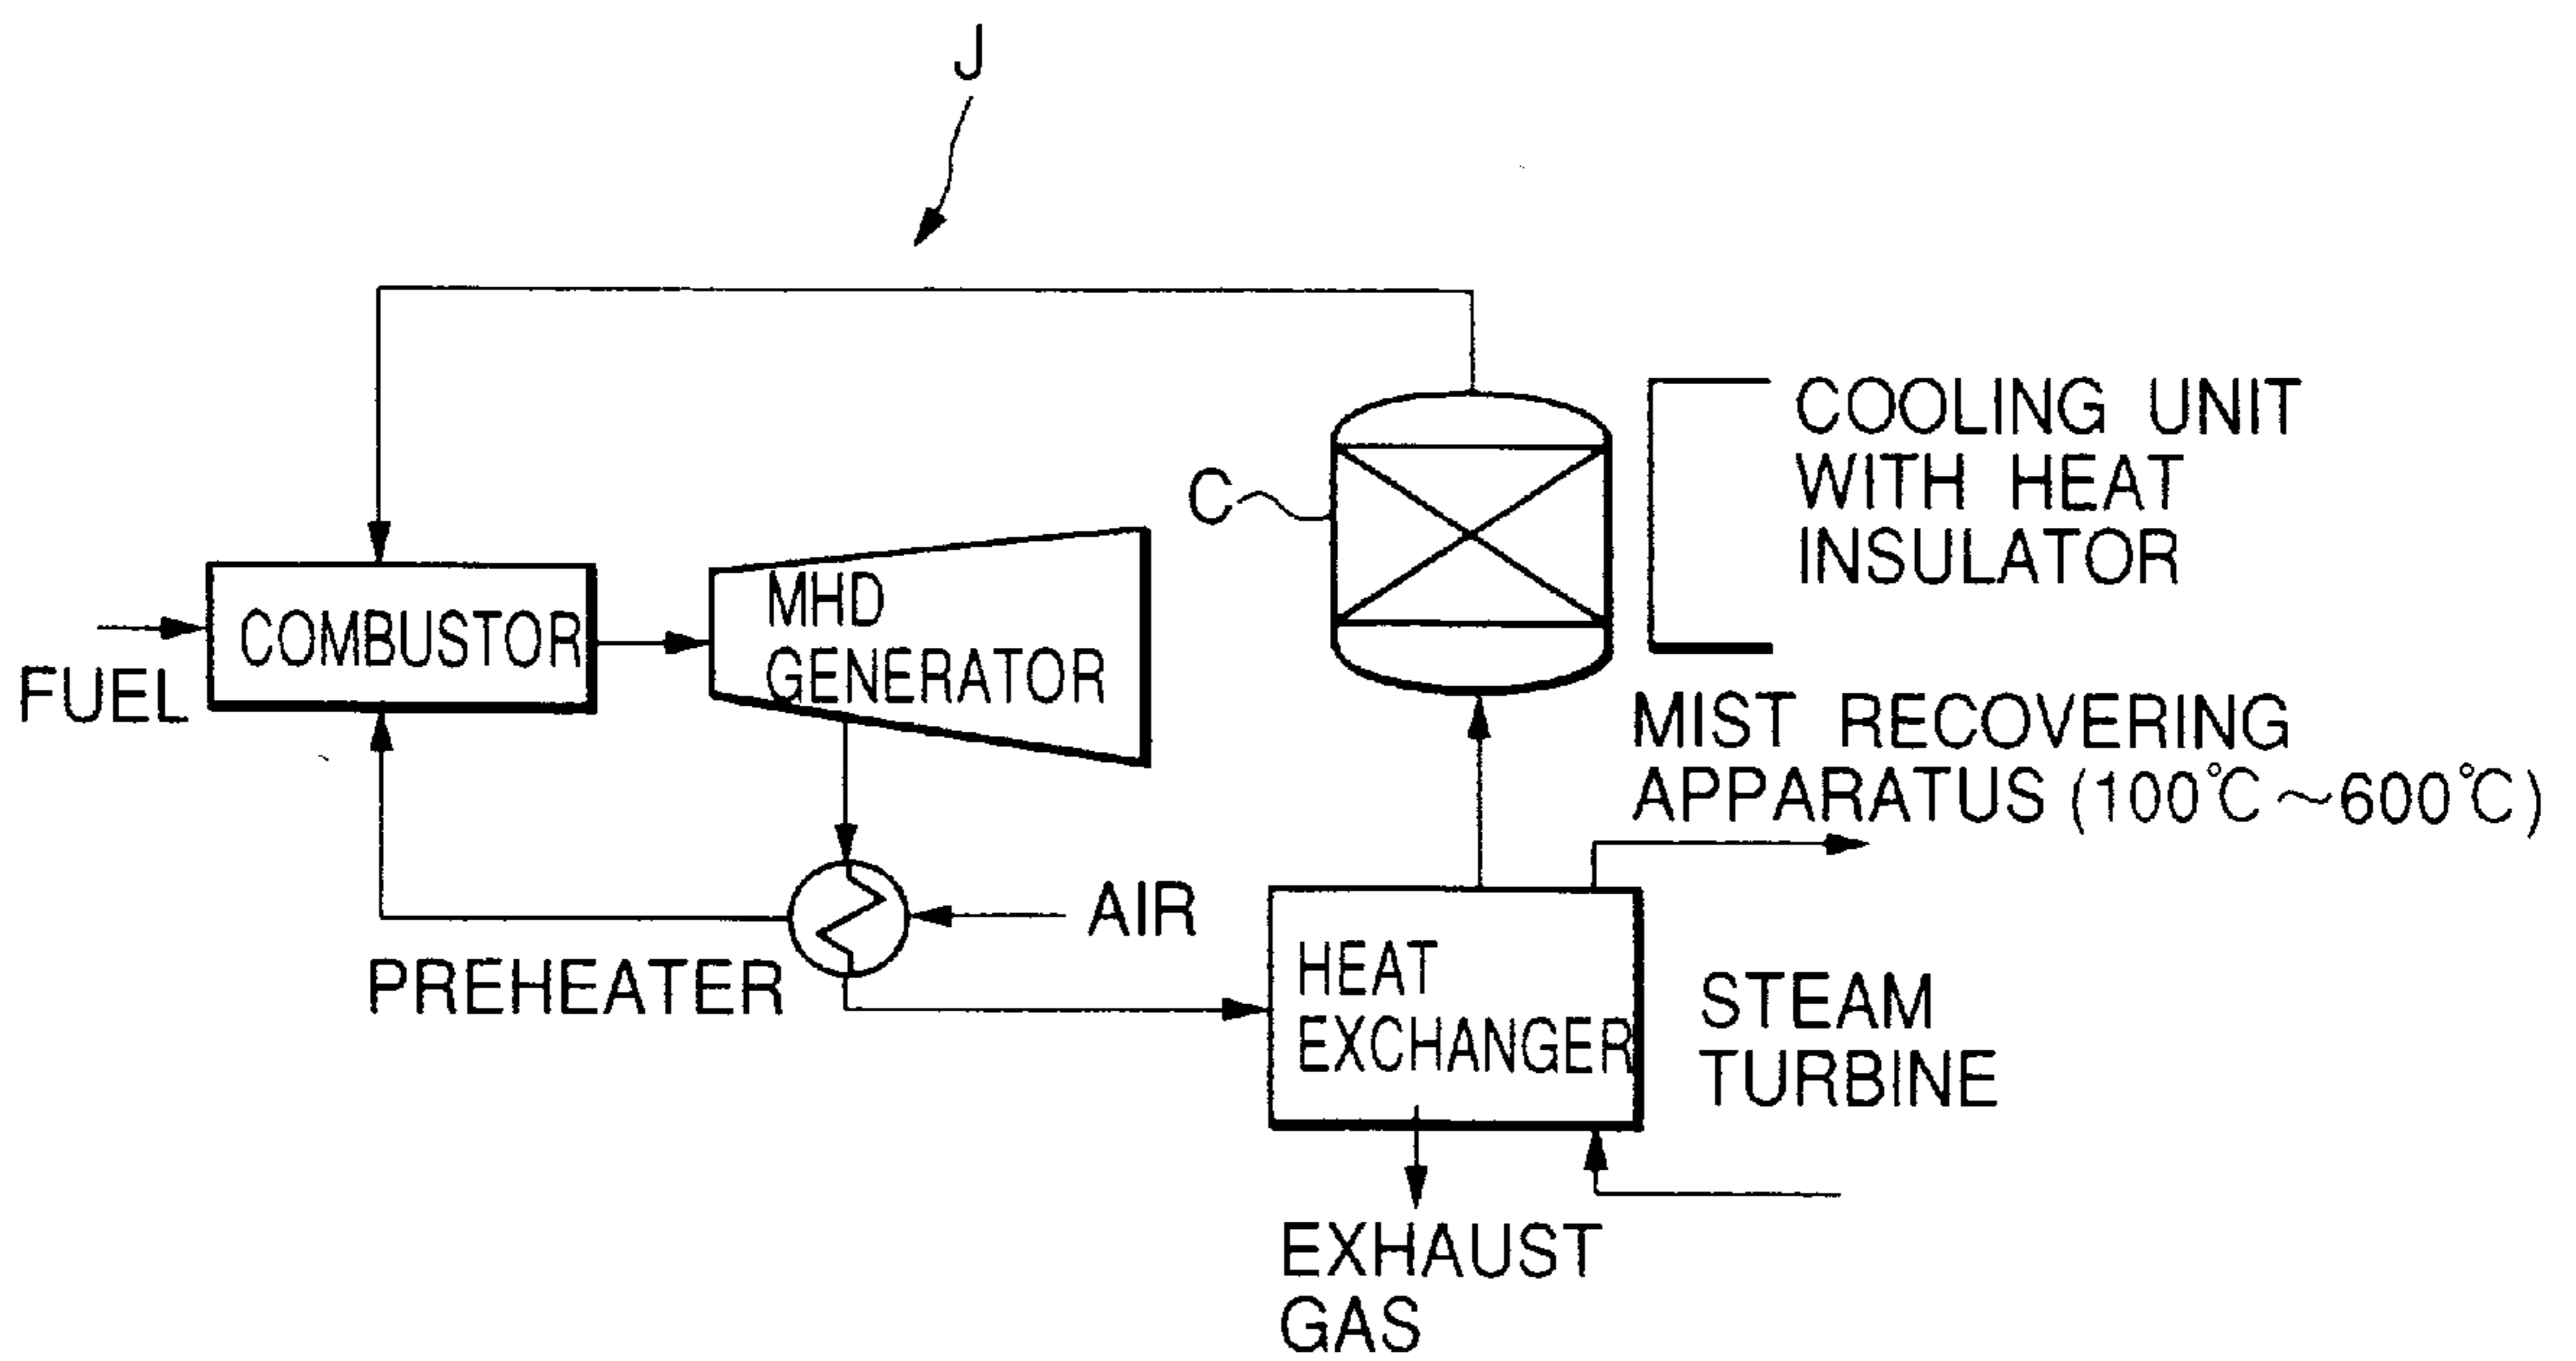 J
COOLING UNIT
WITH HEAT
INSULATOR
C
MHD
GENERATOR
COMBUSTOR
FUEL
MIST RECOVERING
APPARATUS (100℃~600℃)
AIR
PREHEATER
HEAT
EXCHANGER
STEAM
TURBINE
EXHAUST
GAS